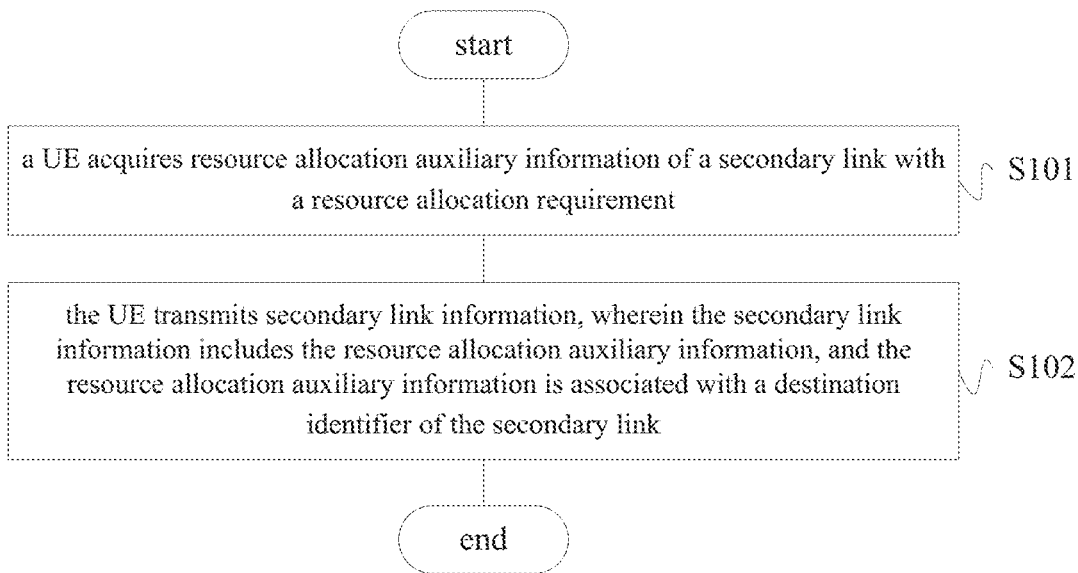 start
a UE acquires resource allocation auxiliary information of a secondary link with
a resource allocation requirement
S101
the UE transmits secondary link information, wherein the secondary link
information includes the resource allocation auxiliary information, and the
resource allocation auxiliary information is associated with a destination
identifier of the secondary link
S102
end